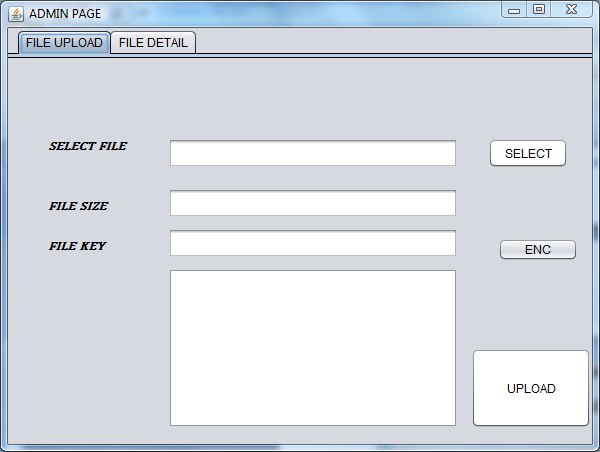 ADMIN PAGE
FILE UPLOAD FILE DETAIL
SELECT FILE SELECT
FILE SIZE
FILE KEY ENC
UPLOAD